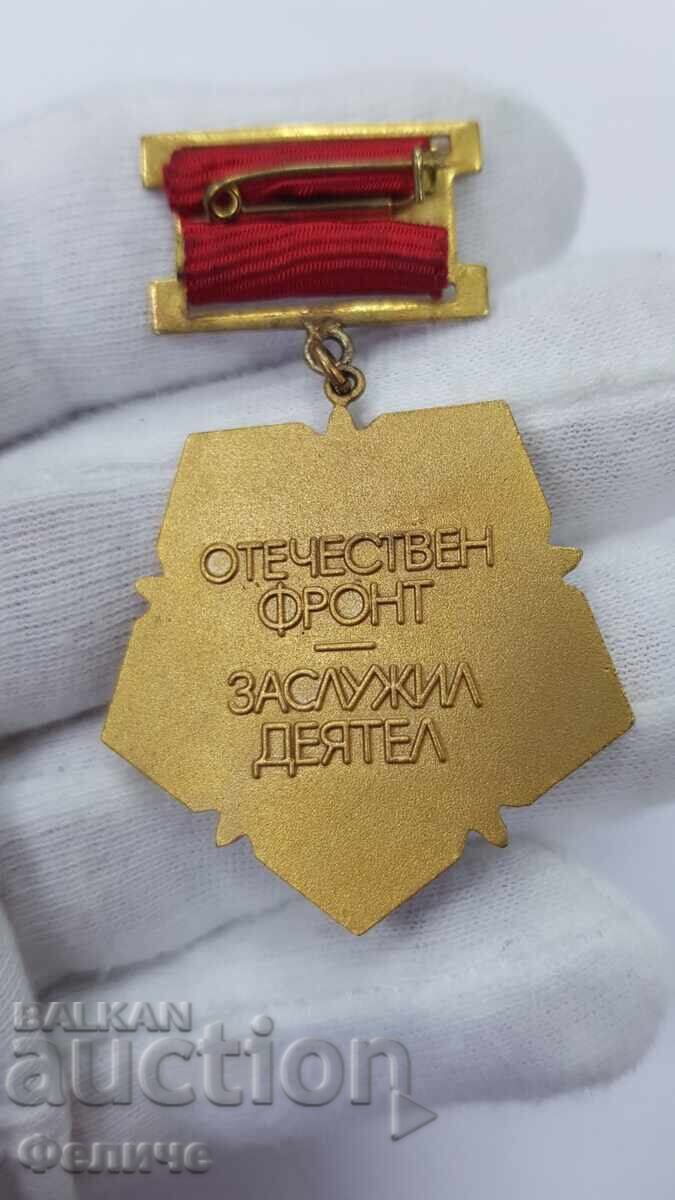 ОТЕЧЕСТВЕН
ФРОНТ
—
ЗАСЛУЖИЛ
ДЕЯТЕЛ
BALKAN
auction
Феличе